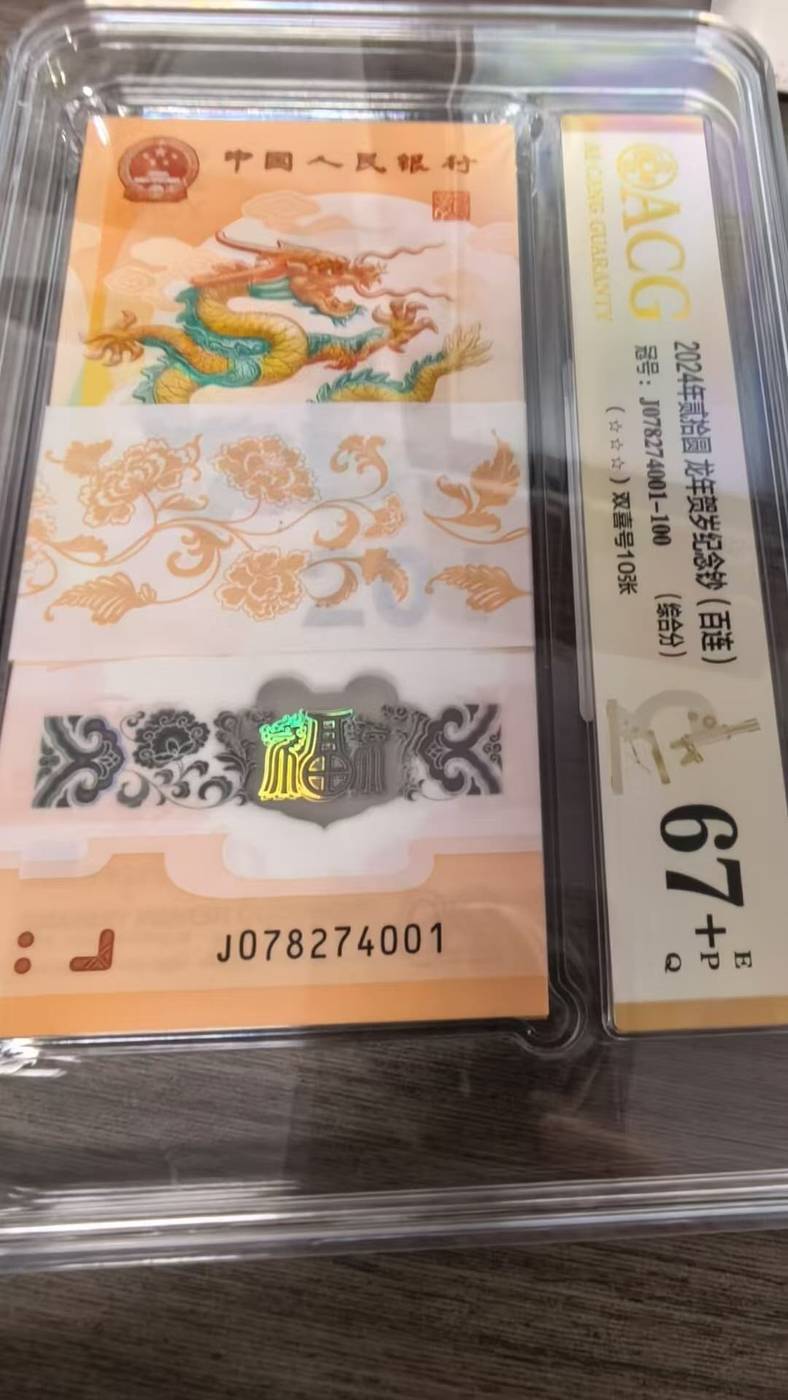 中国人民银行
J078274001
ACG
GUARANTY
2024年贰拾圆 龙年贺岁纪念钞（百连）
冠号：J078274001-100 （综合分）
（☆☆☆）双喜号10张
67+
E
P
Q